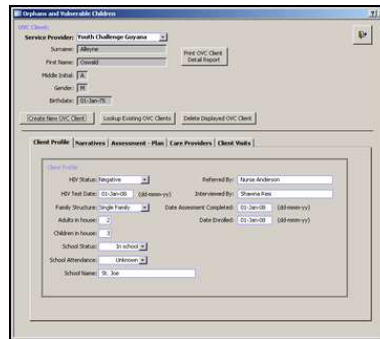 Orphans and Vulnerable Children
OVC Clients:
Service Provider: Youth Challenge Guyana
Surname: Alleyne
First Name: Oswald
Middle Initial: A
Gender: M
Birthdate: 01-Jan-75
Print OVC Client
Detail Report
Create New OVC Client Lookup Existing OVC Clients Delete Displayed OVC Client
Client Profile Narratives Assessment - Plan Care Providers Client Visits
Client Profile
HIV Status: Negative Referred By: Nurse Anderson
HIV Test Date: 01-Jan-08 (dd-mmm-yy) Interviewed By: Shawna
Family Structure: Single Family Date Assessment Completed: 01-Jan-08 (dd-mmm-yy)
Adults in house: 2 Date Enrolled: 01-Jan-08 (dd-mmm-yy)
Children in house: 3
School Status: In school
School Attendance: Unknown
School Name: St. Joe